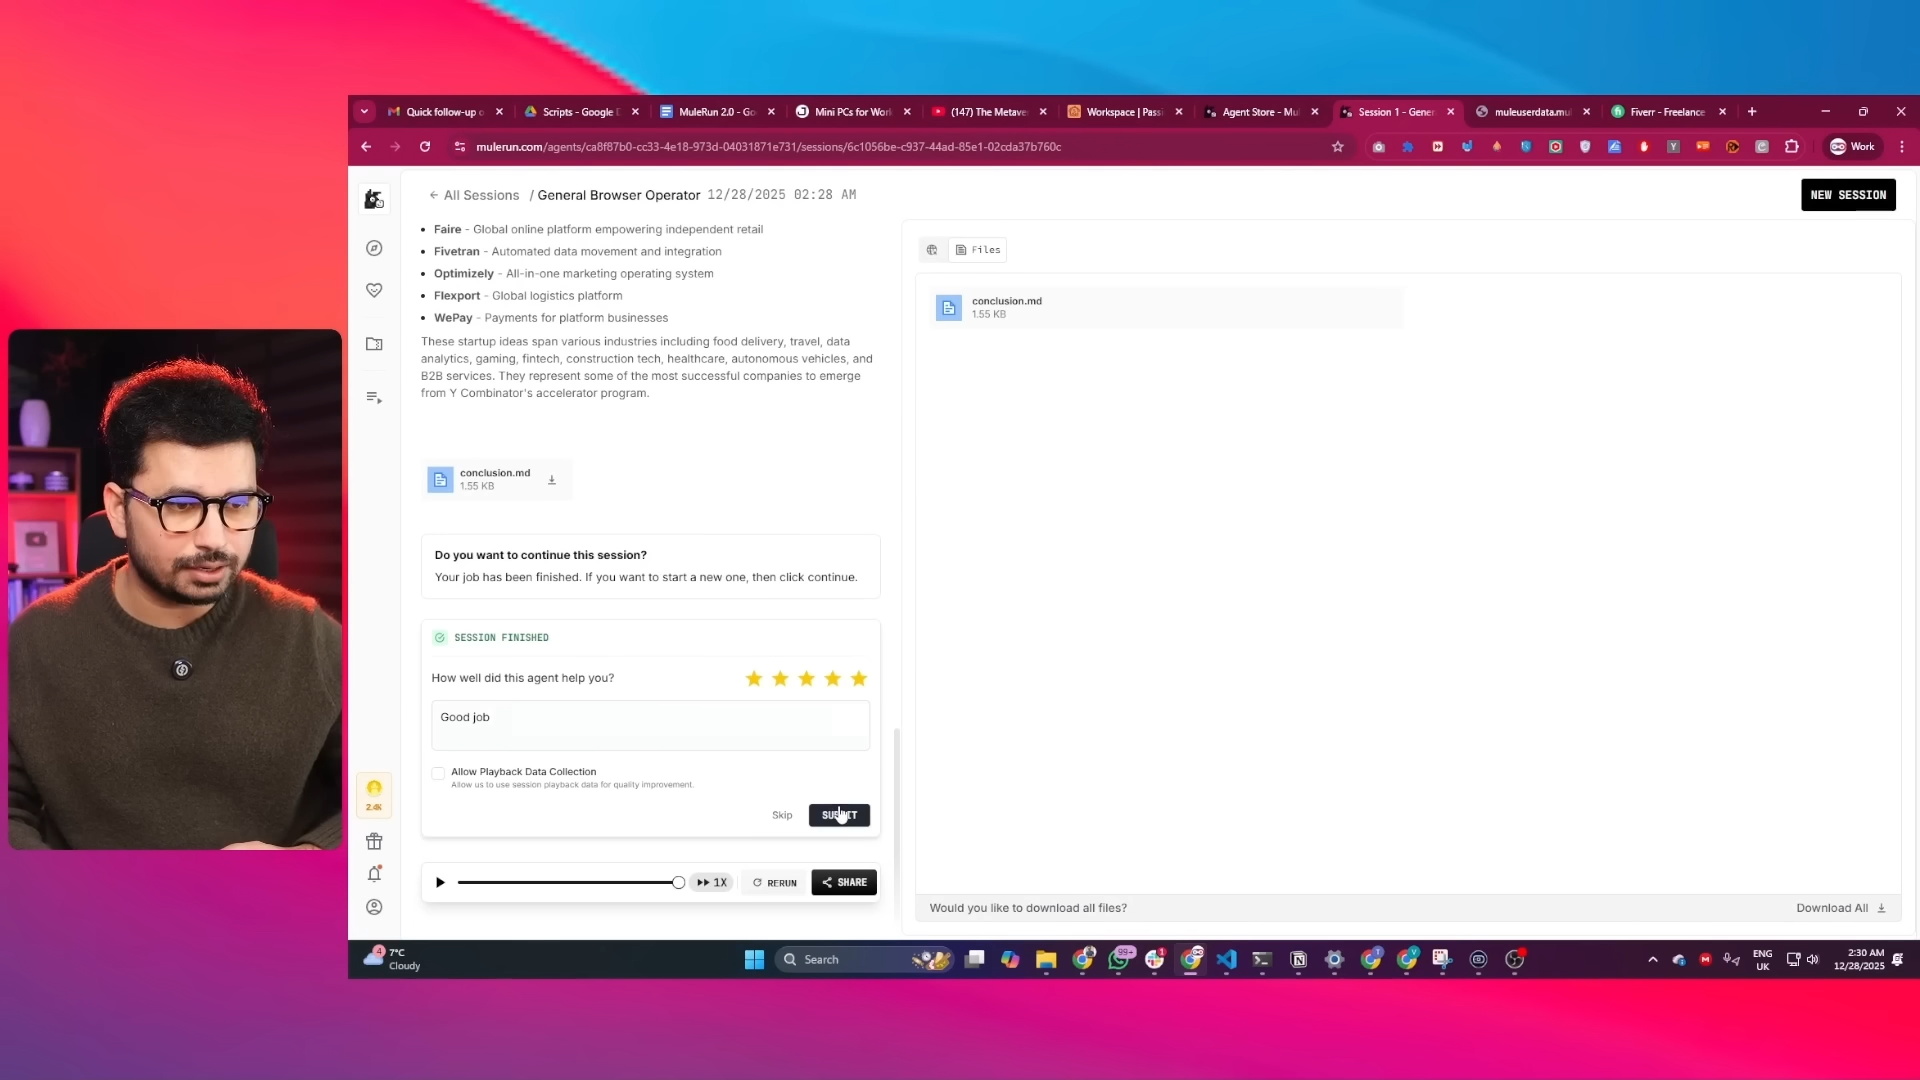 Quick follow-up o
Scripts - Google D
MuleRun 2.0 - Go
Mini PCs for Work
(147) The Metave
Workspace | Passi
Agent Store - Mu
Session 1 - Gener
muleuserdata.mu
Fiverr - Freelance
mulerun.com/agents/ca8f87b0-cc33-4e18-973d-04031871e731/sessions/6c1056be-c937-44ad-85e1-02cda37b760c
Work
← All Sessions / General Browser Operator 12/28/2025 02:28 AM
NEW SESSION
• Faire - Global online platform empowering independent retail
• Fivetran - Automated data movement and integration
• Optimizely - All-in-one marketing operating system
• Flexport - Global logistics platform
• WePay - Payments for platform businesses
These startup ideas span various industries including food delivery, travel, data
analytics, gaming, fintech, construction tech, healthcare, autonomous vehicles, and
B2B services. They represent some of the most successful companies to emerge
from Y Combinator's accelerator program.
conclusion.md
1.55 KB
Do you want to continue this session?
Your job has been finished. If you want to start a new one, then click continue.
SESSION FINISHED
How well did this agent help you?
Good job
Allow Playback Data Collection
Allow us to use session playback data for quality improvement.
Skip
SUBMIT
1X
RERUN
SHARE
2.4K
Files
conclusion.md
1.55 KB
Would you like to download all files?
Download All
4
7°C
Cloudy
Search
99+
1
ENG
UK
2:30 AM
12/28/2025